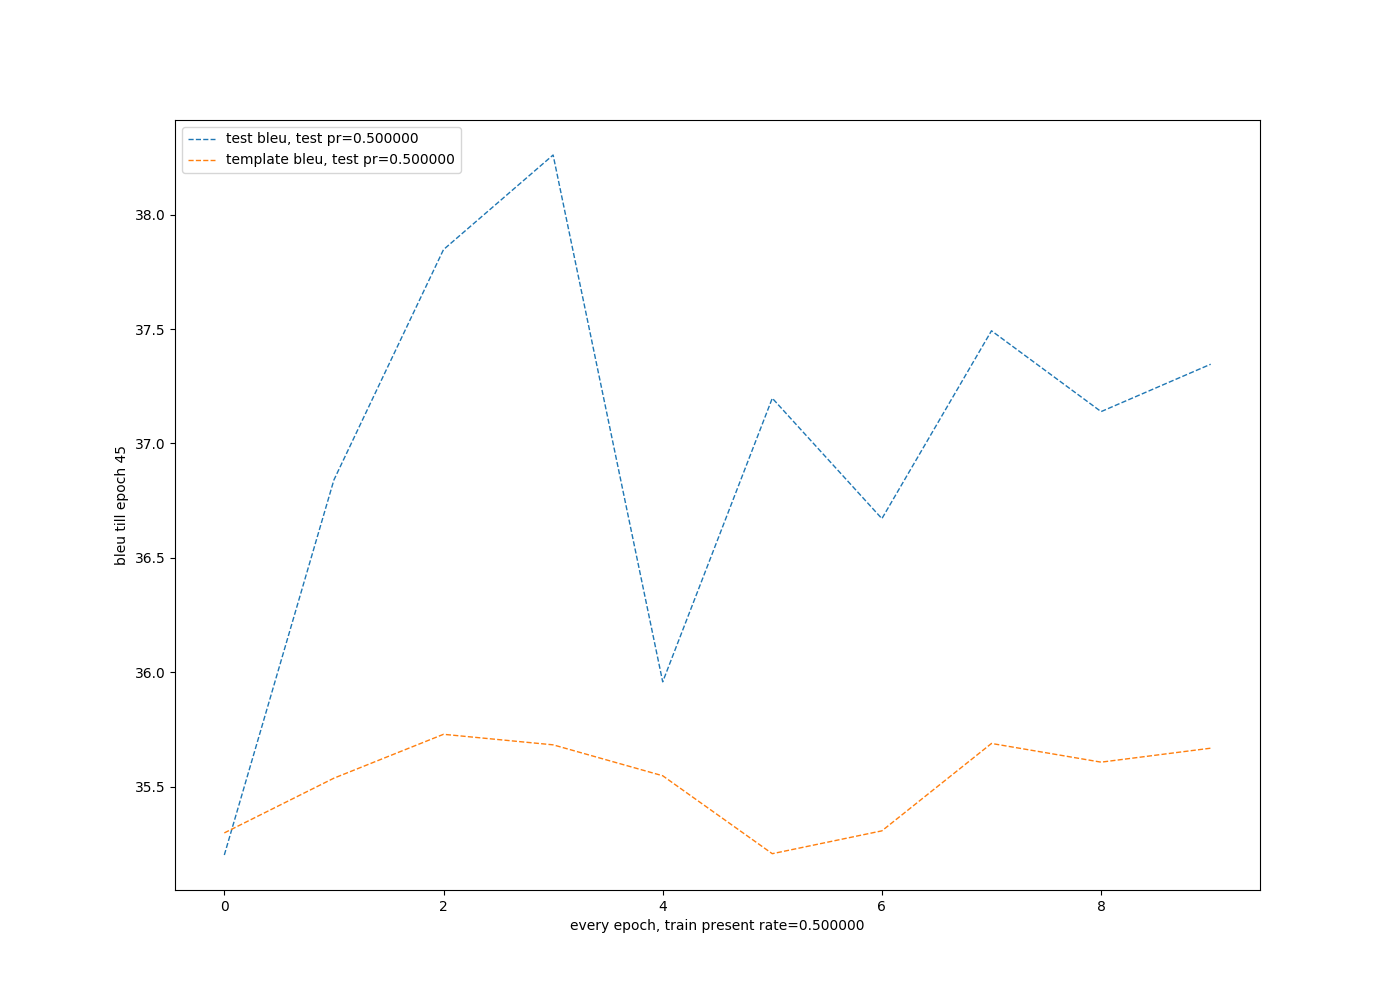 test bleu, test pr=0.500000
template bleu, test pr=0.500000
38.0
37.5
37.0
36.5
36.0
35.5
bleu till epoch 45
0 2 4 6 8
every epoch, train present rate=0.500000